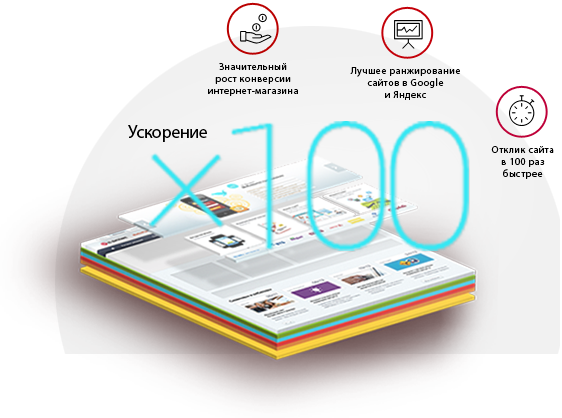 Значительный
рост конверсии
интернет-магазина
Лучшее ранжирование
сайтов в Google
и Яндекс
Отклик сайта
в 100 раз
быстрее
Ускорение
x100